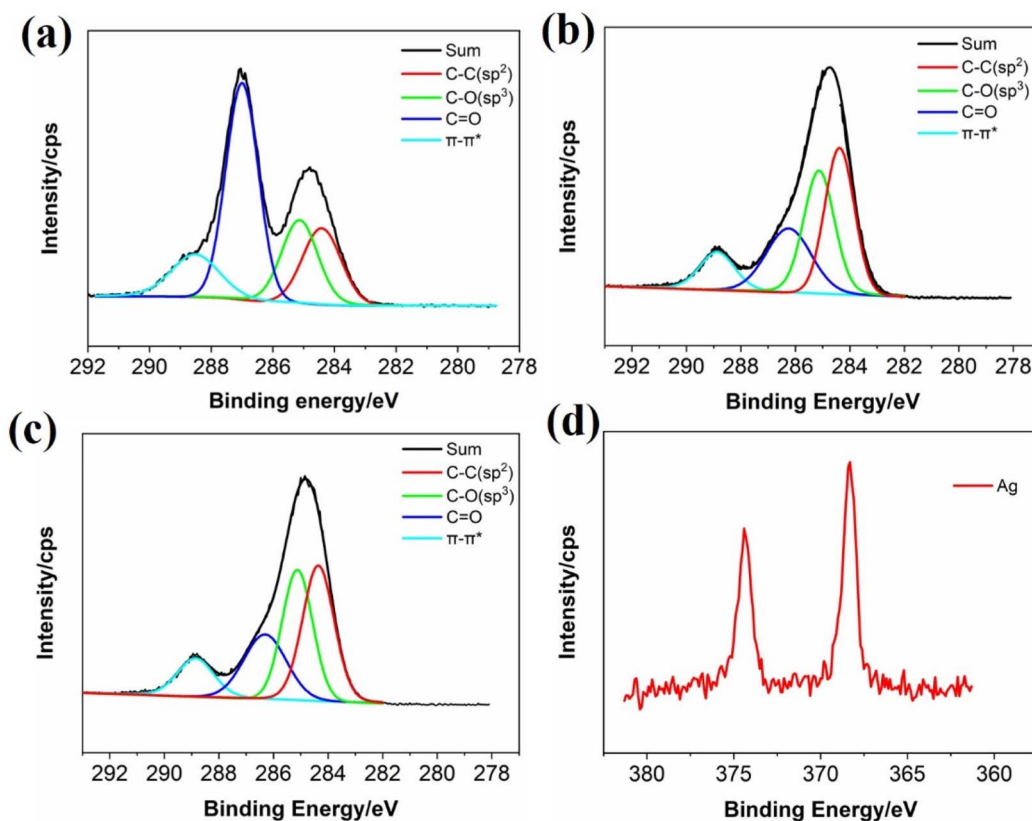 (a)
Sum
C-C(sp²)
C-O(sp³)
C=O
π-π*
Intensity/cps
292 290 288 286 284 282 280 278
Binding energy/eV
(b)
Sum
C-C(sp²)
C-O(sp³)
C=O
π-π*
Intensity/cps
292 290 288 286 284 282 280 278
Binding Energy/eV
(c)
Sum
C-C(sp²)
C-O(sp³)
C=O
π-π*
Intensity/cps
293 292 290 288 286 284 282 280 278
Binding Energy/eV
(d)
Ag
Intensity/cps
380 375 370 365 360
Binding Energy/eV